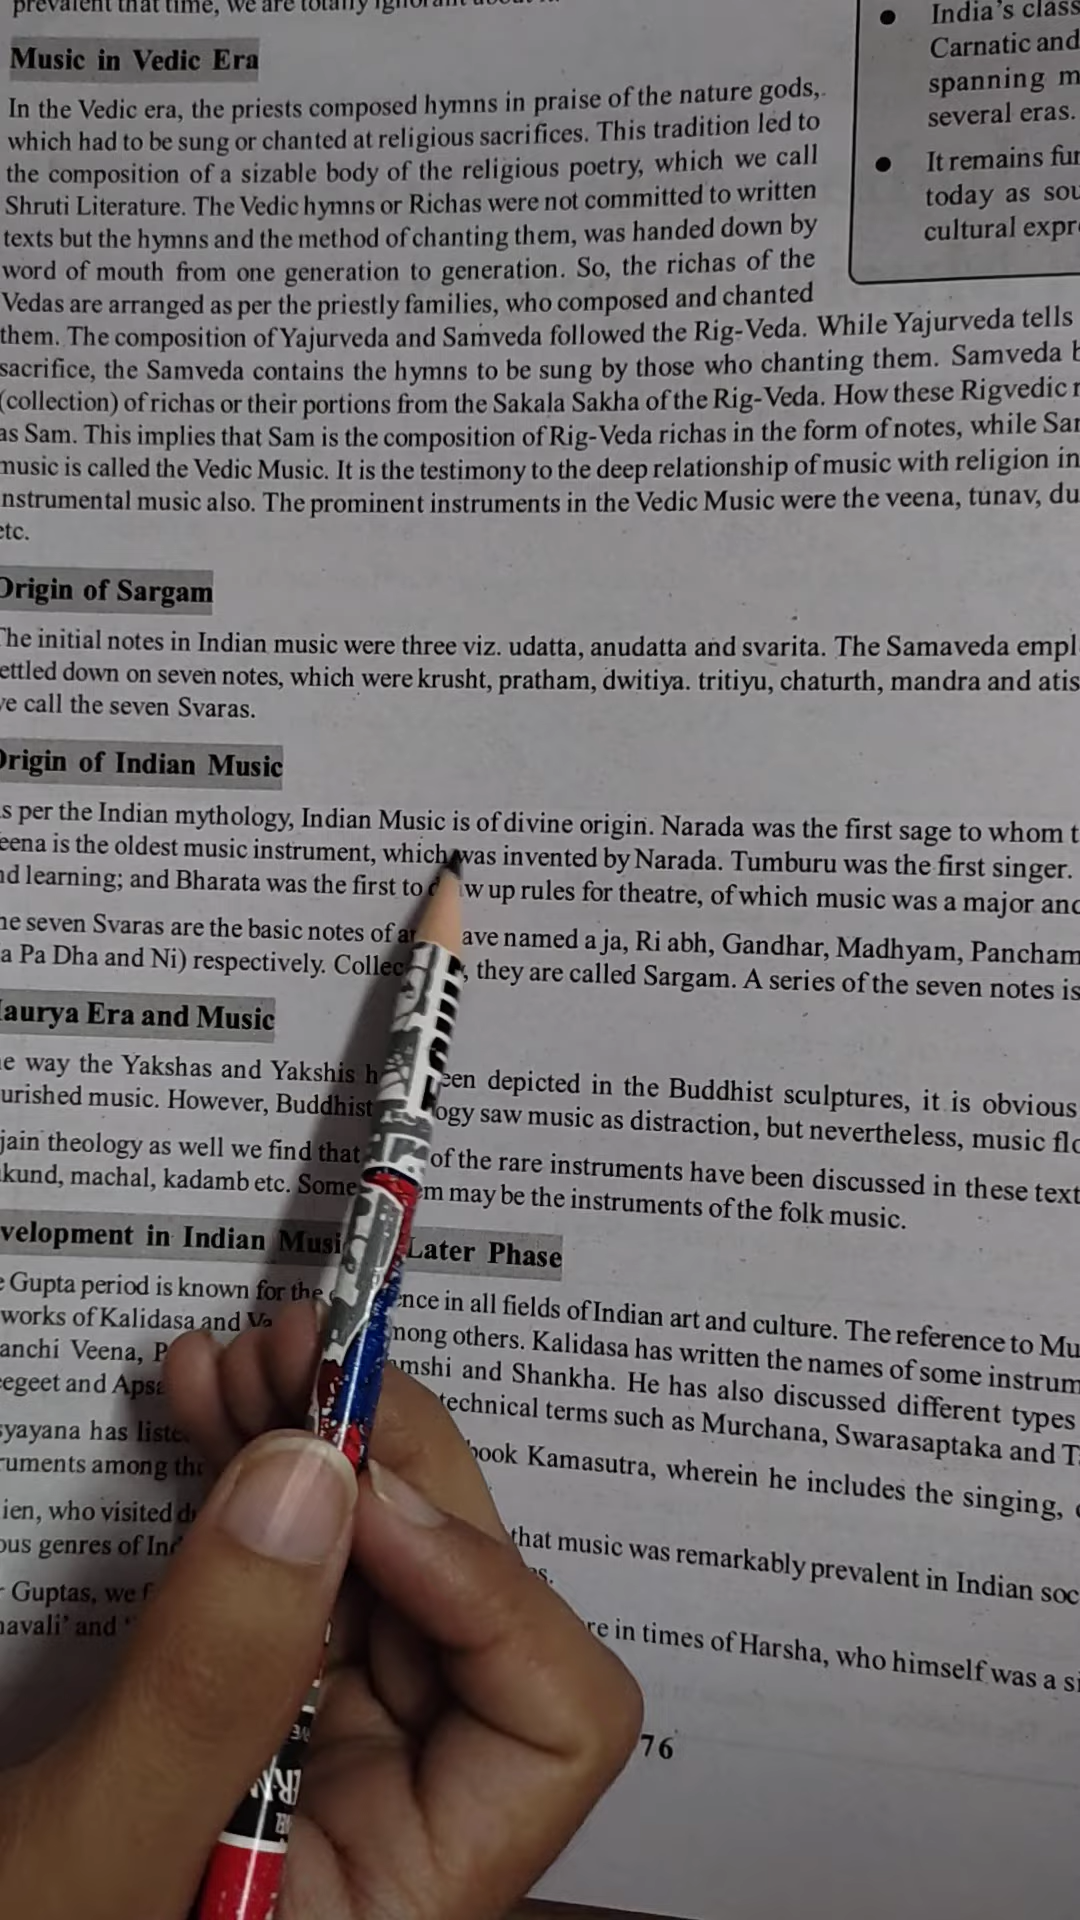 prevalent that time, we are totally ignorant about
Music in Vedic Era
In the Vedic era, the priests composed hymns in praise of the nature gods,
which had to be sung or chanted at religious sacrifices. This tradition led to
the composition of a sizable body of the religious poetry, which we call
Shruti Literature. The Vedic hymns or Richas were not committed to written
texts but the hymns and the method of chanting them, was handed down by
word of mouth from one generation to generation. So, the richas of the
Vedas are arranged as per the priestly families, who composed and chanted
them. The composition of Yajurveda and Samveda followed the Rig-Veda. While Yajurveda tells
sacrifice, the Samveda contains the hymns to be sung by those who chanting them. Samveda
(collection) of richas or their portions from the Sakala Sakha of the Rig-Veda. How these Rigvedic
as Sam. This implies that Sam is the composition of Rig-Veda richas in the form of notes, while
music is called the Vedic Music. It is the testimony to the deep relationship of music with religion in
nstrumental music also. The prominent instruments in the Vedic Music were the veena, tunav, du
etc.
● India's class
Carnatic and
spanning m
several eras.
● It remains fun
today as sou
cultural expr
Origin of Sargam
The initial notes in Indian music were three viz. udatta, anudatta and svarita. The Samaveda empl
ettled down on seven notes, which were krusht, pratham, dwitiya. tritiyu, chaturth, mandra and atis
ve call the seven Svaras.
Origin of Indian Music
s per the Indian mythology, Indian Music is of divine origin. Narada was the first sage to whom t
eena is the oldest music instrument, which was invented by Narada. Tumburu was the first singer.
nd learning; and Bharata was the first to up rules for theatre, of which music was a major and
he seven Svaras are the basic notes of ave named a ja, Ri abh, Gandhar, Madhyam, Pancham
a Pa Dha and Ni) respectively. Collec , they are called Sargam. A series of the seven notes is
Maurya Era and Music
he way the Yakshas and Yakshis een depicted in the Buddhist sculptures, it is obvious
urished music. However, Buddhist ogy saw music as distraction, but nevertheless, music flo
jain theology as well we find that of the rare instruments have been discussed in these text
kund, machal, kadamb etc. Some em may be the instruments of the folk music.
velopment in Indian Musi Later Phase
e Gupta period is known for the ence in all fields of Indian art and culture. The reference to Mu
works of Kalidasa and mong others. Kalidasa has written the names of some instrum
anchi Veena, P mshi and Shankha. He has also discussed different types
egeet and Apsa technical terms such as Murchana, Swarasaptaka and T
syayana has liste book Kamasutra, wherein he includes the singing,
ruments among the
ien, who visited d that music was remarkably prevalent in Indian soc
ous genres of Ind es.
r Guptas, we f re in times of Harsha, who himself was a si
navali' and '
76